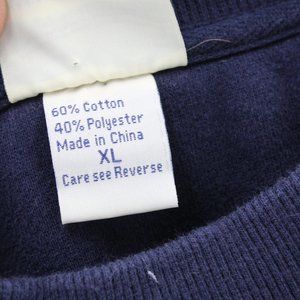 60% Cotton
40% Polyester
Made in China
XL
Care see Reverse